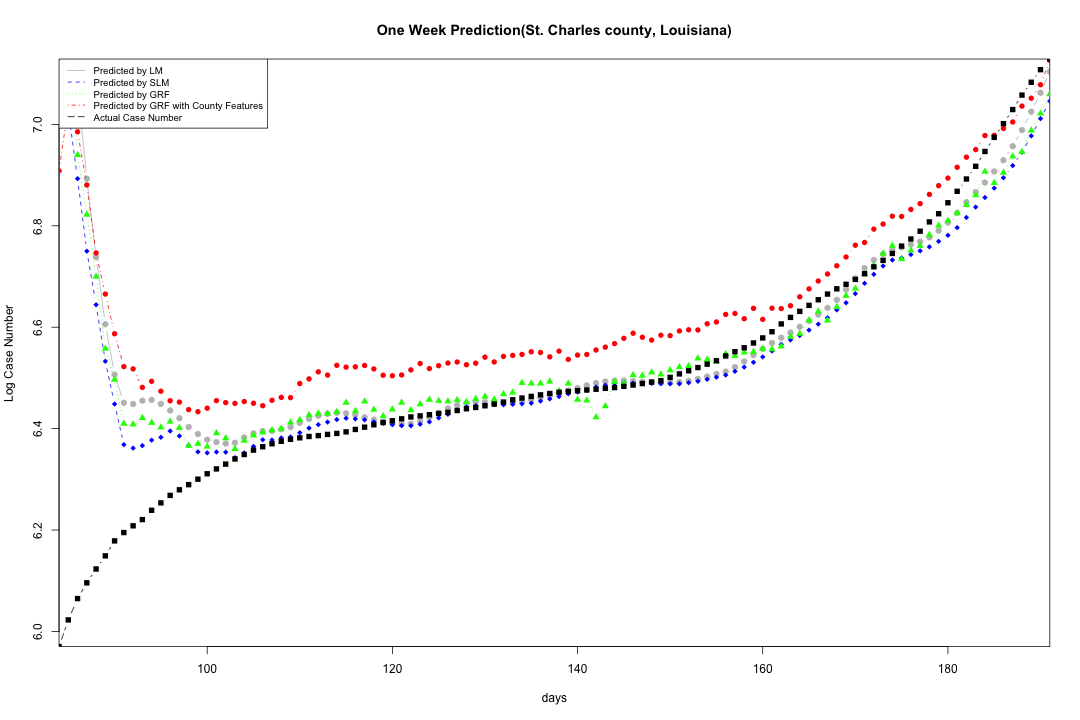 One Week Prediction(St. Charles county, Louisiana)
Predicted by LM
Predicted by SLM
Predicted by GRF
Predicted by GRF with County Features
Actual Case Number
Log Case Number
7.0
6.8
6.6
6.4
6.2
6.0
100 120 140 160 180
days